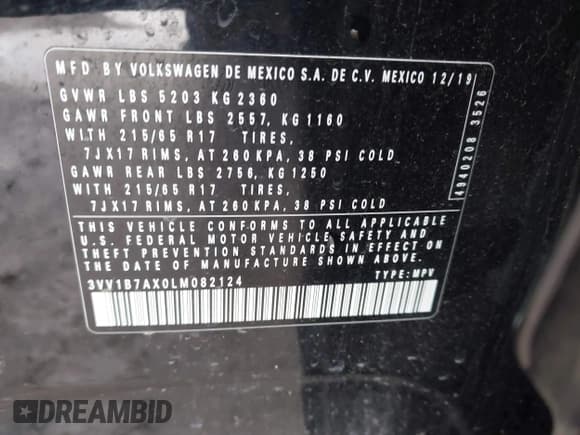 MFD BY VOLKSWAGEN DE MEXICO S.A. DE C.V. MEXICO 12/19
GVWR LBS 5203 KG 2360
GAWR FRONT LBS 2557, KG 1160
WITH 215/65 R17 TIRES,
7JX17 RIMS, AT 260 KPA, 38 PSI COLD
GAWR REAR LBS 2756, KG 1250
WITH 215/65 R17 TIRES,
7JX17 RIMS, AT 260 KPA, 38 PSI COLD
THIS VEHICLE CONFORMS TO ALL APPLICABLE
U.S. FEDERAL MOTOR VEHICLE SAFETY AND
THEFT PREVENTION STANDARDS IN EFFECT ON THE DATE
OF MANUFACTURE SHOWN ABOVE.
3VV1B7AX0LM082124 TYPE: MPV
4940208 3526
DREAMBID